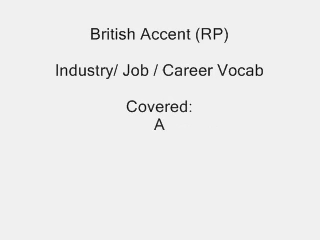 British Accent (RP)
Industry/ Job / Career Vocab
Covered:
A